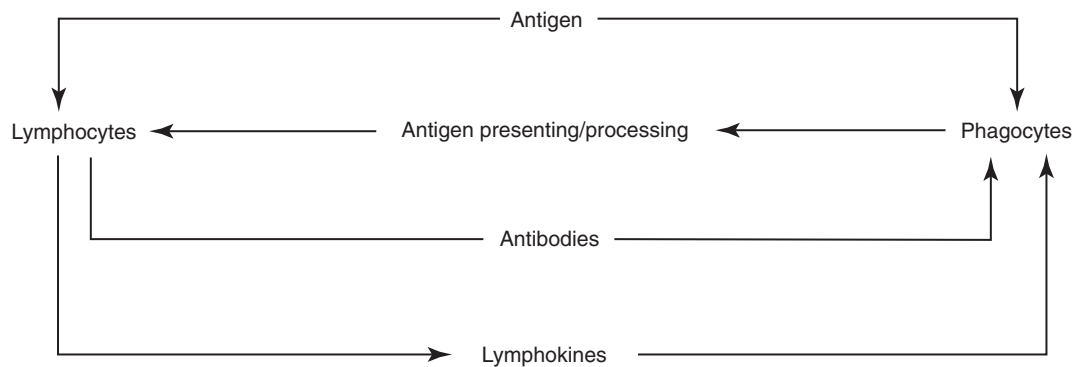 Antigen
Lymphocytes
Antigen presenting/processing
Phagocytes
Antibodies
Lymphokines